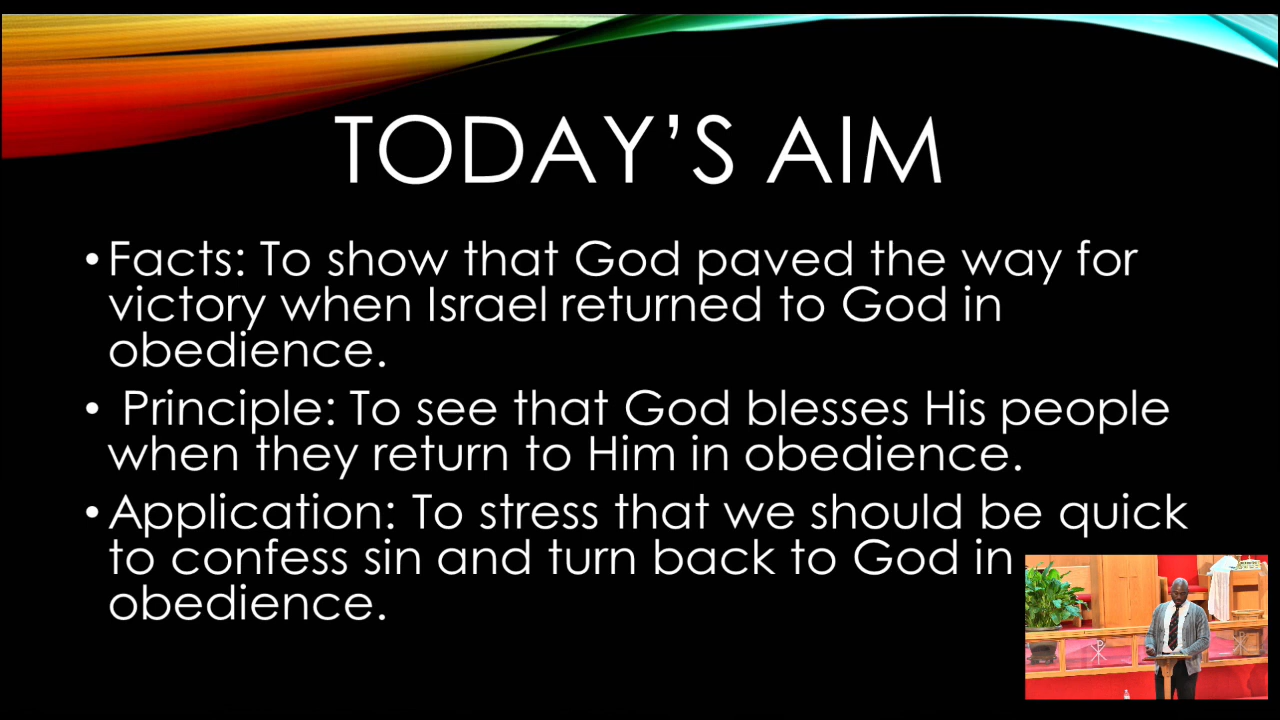 TODAY’S AIM
• Facts: To show that God paved the way for
victory when Israel returned to God in
obedience.
• Principle: To see that God blesses His people
when they return to Him in obedience.
• Application: To stress that we should be quick
to confess sin and turn back to God in
obedience.